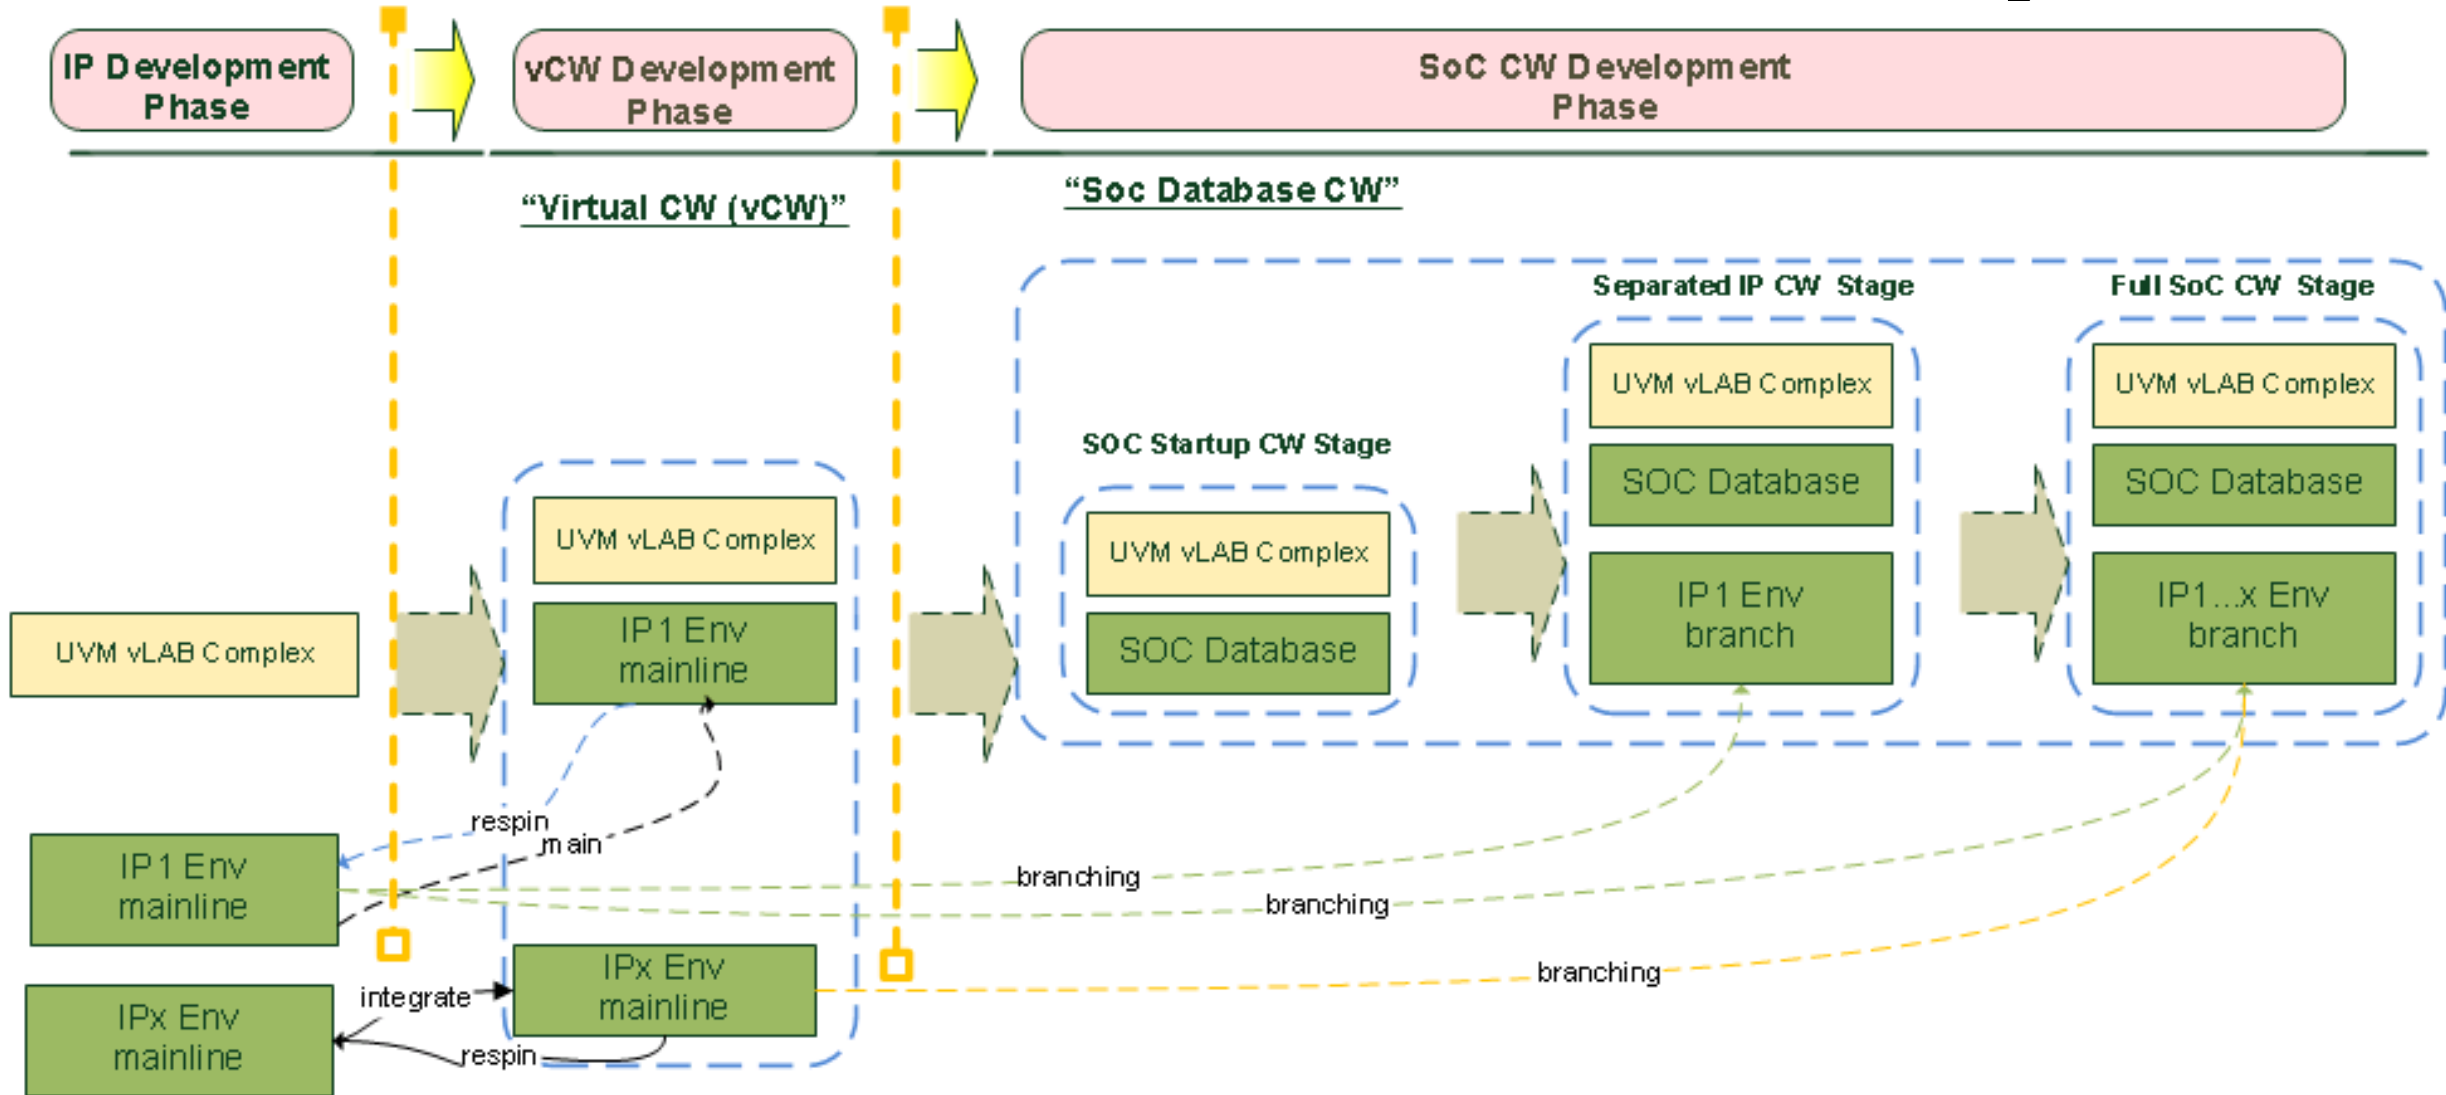 IP Development
Phase
vCW Development
Phase
SoC CW Development
Phase
“Virtual CW (vCW)”
“Soc Database CW”
Separated IP CW Stage
Full SoC CW Stage
SOC Startup CW Stage
UVM vLAB Complex
UVM vLAB Complex
IP1 Env
mainline
UVM vLAB Complex
SOC Database
UVM vLAB Complex
SOC Database
IP1 Env
branch
UVM vLAB Complex
SOC Database
IP1...x Env
branch
respin
main
IP1 Env
mainline
branching
branching
IPx Env
mainline
integrate
IPx Env
mainline
respin
branching